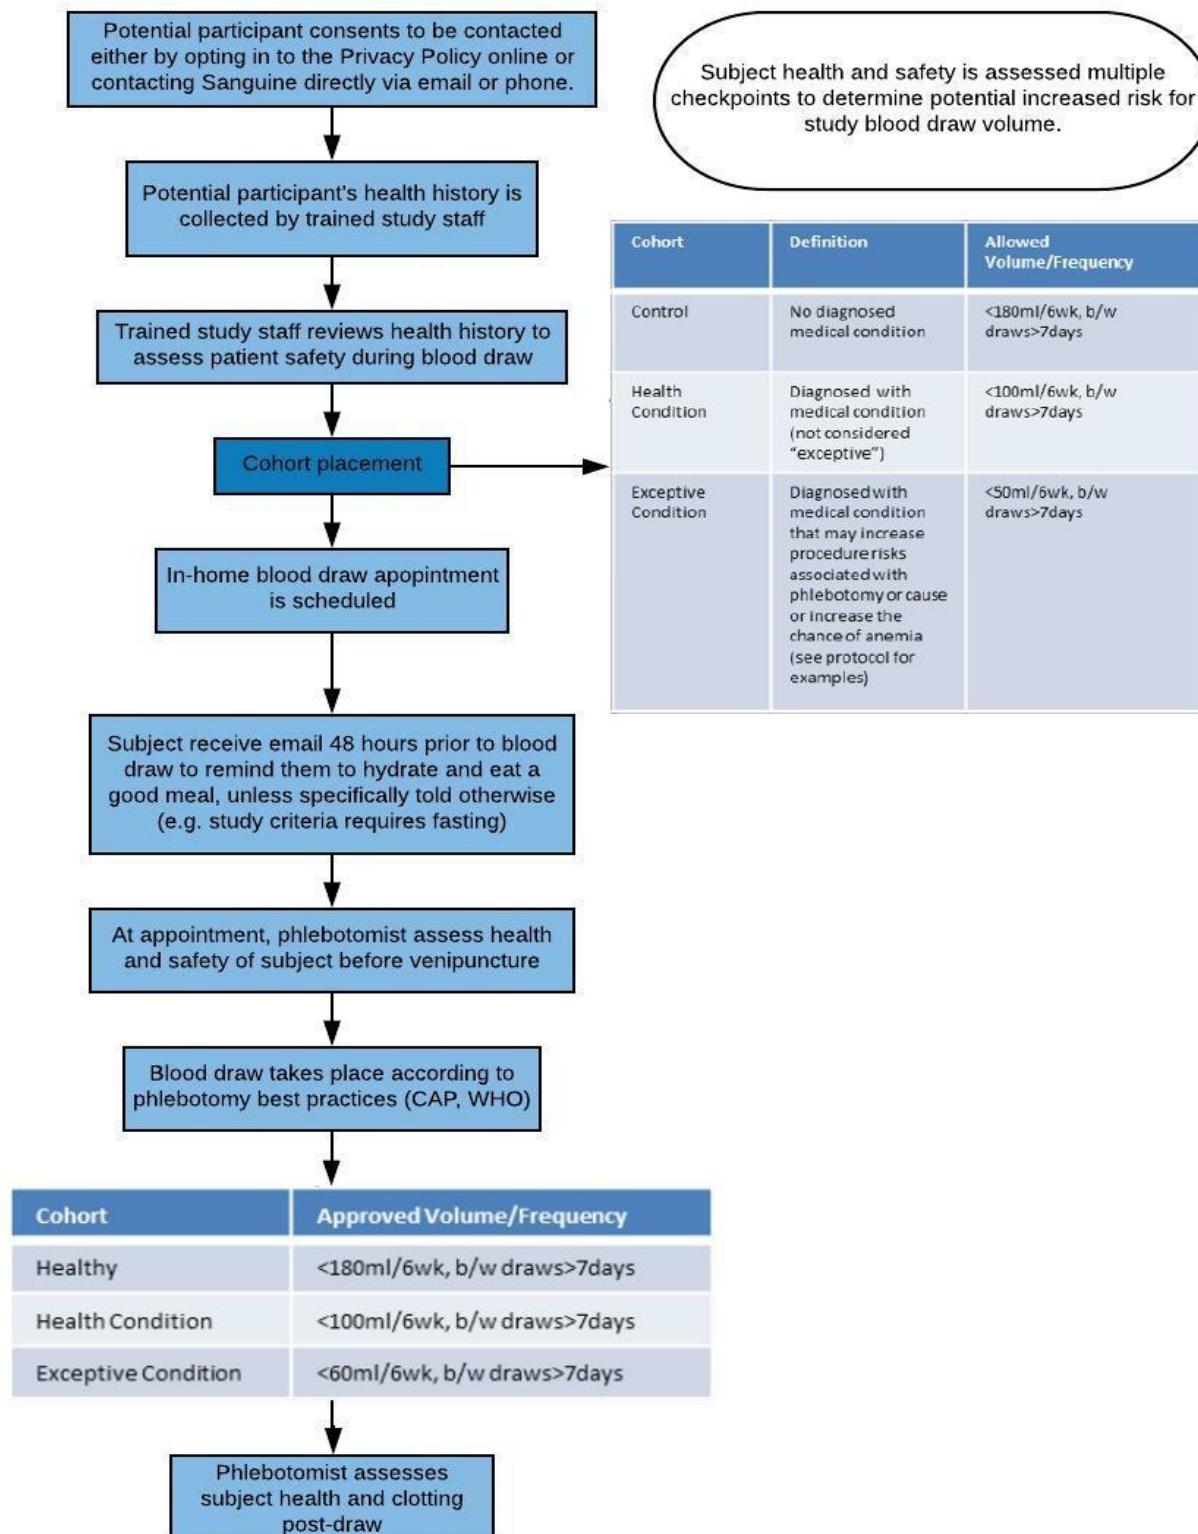 Potential participant consents to be contacted
either by opting in to the Privacy Policy online or
contacting Sanguine directly via email or phone.
Subject health and safety is assessed multiple
checkpoints to determine potential increased risk for
study blood draw volume.
Potential participant's health history is
collected by trained study staff
Trained study staff reviews health history to
assess patient safety during blood draw
Cohort placement
Cohort Definition Allowed
Volume/Frequency
Control No diagnosed <180ml/6wk, b/w
medical condition draws>7days
Health Diagnosed with <100ml/6wk, b/w
Condition medical condition draws>7days
(not considered
"exceptive")
Exceptive Diagnosed with <50ml/6wk, b/w
Condition medical condition draws>7days
that may increase
procedure risks
associated with
phlebotomy or cause
or increase the
chance of anemia
(see protocol for
examples)
In-home blood draw apopintment
is scheduled
Subject receive email 48 hours prior to blood
draw to remind them to hydrate and eat a
good meal, unless specifically told otherwise
(e.g. study criteria requires fasting)
At appointment, phlebotomist assess health
and safety of subject before venipuncture
Blood draw takes place according to
phlebotomy best practices (CAP, WHO)
Cohort Approved Volume/Frequency
Healthy <180ml/6wk, b/w draws>7days
Health Condition <100ml/6wk, b/w draws>7days
Exceptive Condition <60ml/6wk, b/w draws>7days
Phlebotomist assesses
subject health and clotting
post-draw